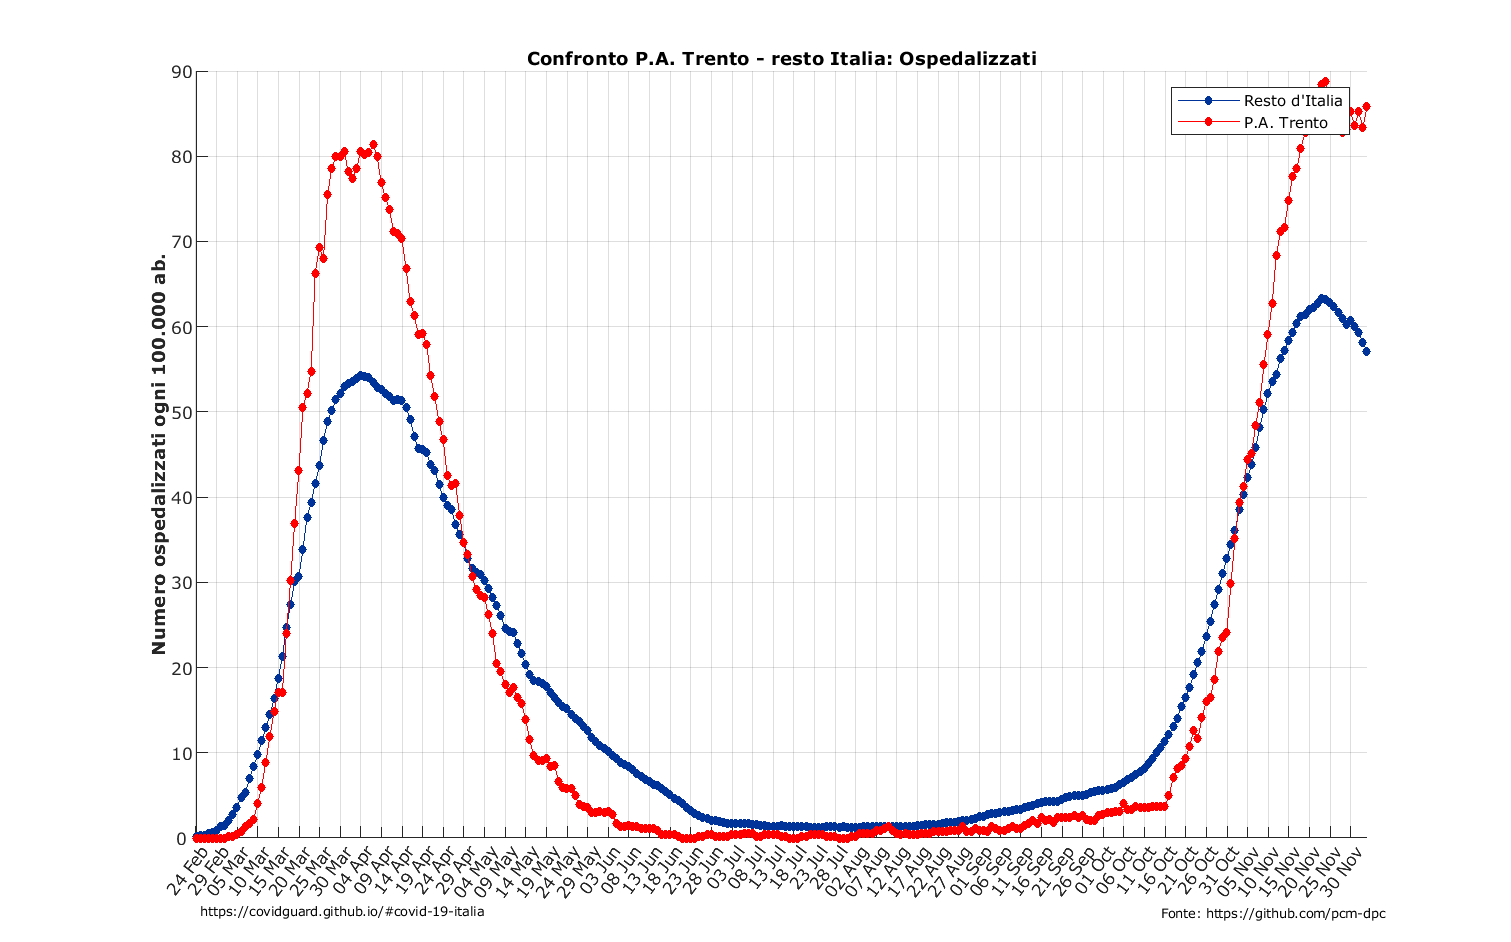 Confronto P.A. Trento - resto Italia: Ospedalizzati
Numero ospedalizzati ogni 100.000 ab.
90
80
70
60
50
40
30
20
10
0
Resto d'Italia
P.A. Trento
24 Feb
29 Feb
05 Mar
10 Mar
15 Mar
20 Mar
25 Mar
30 Mar
04 Apr
09 Apr
14 Apr
19 Apr
24 Apr
29 Apr
04 May
09 May
14 May
19 May
24 May
29 May
03 Jun
08 Jun
13 Jun
18 Jun
23 Jun
28 Jun
03 Jul
08 Jul
13 Jul
18 Jul
23 Jul
28 Jul
02 Aug
07 Aug
12 Aug
17 Aug
22 Aug
27 Aug
01 Sep
06 Sep
11 Sep
16 Sep
21 Sep
26 Sep
01 Oct
06 Oct
11 Oct
16 Oct
21 Oct
26 Oct
31 Oct
05 Nov
10 Nov
15 Nov
20 Nov
25 Nov
30 Nov
https://covidguard.github.io/#covid-19-italia
Fonte: https://github.com/pcm-dpc